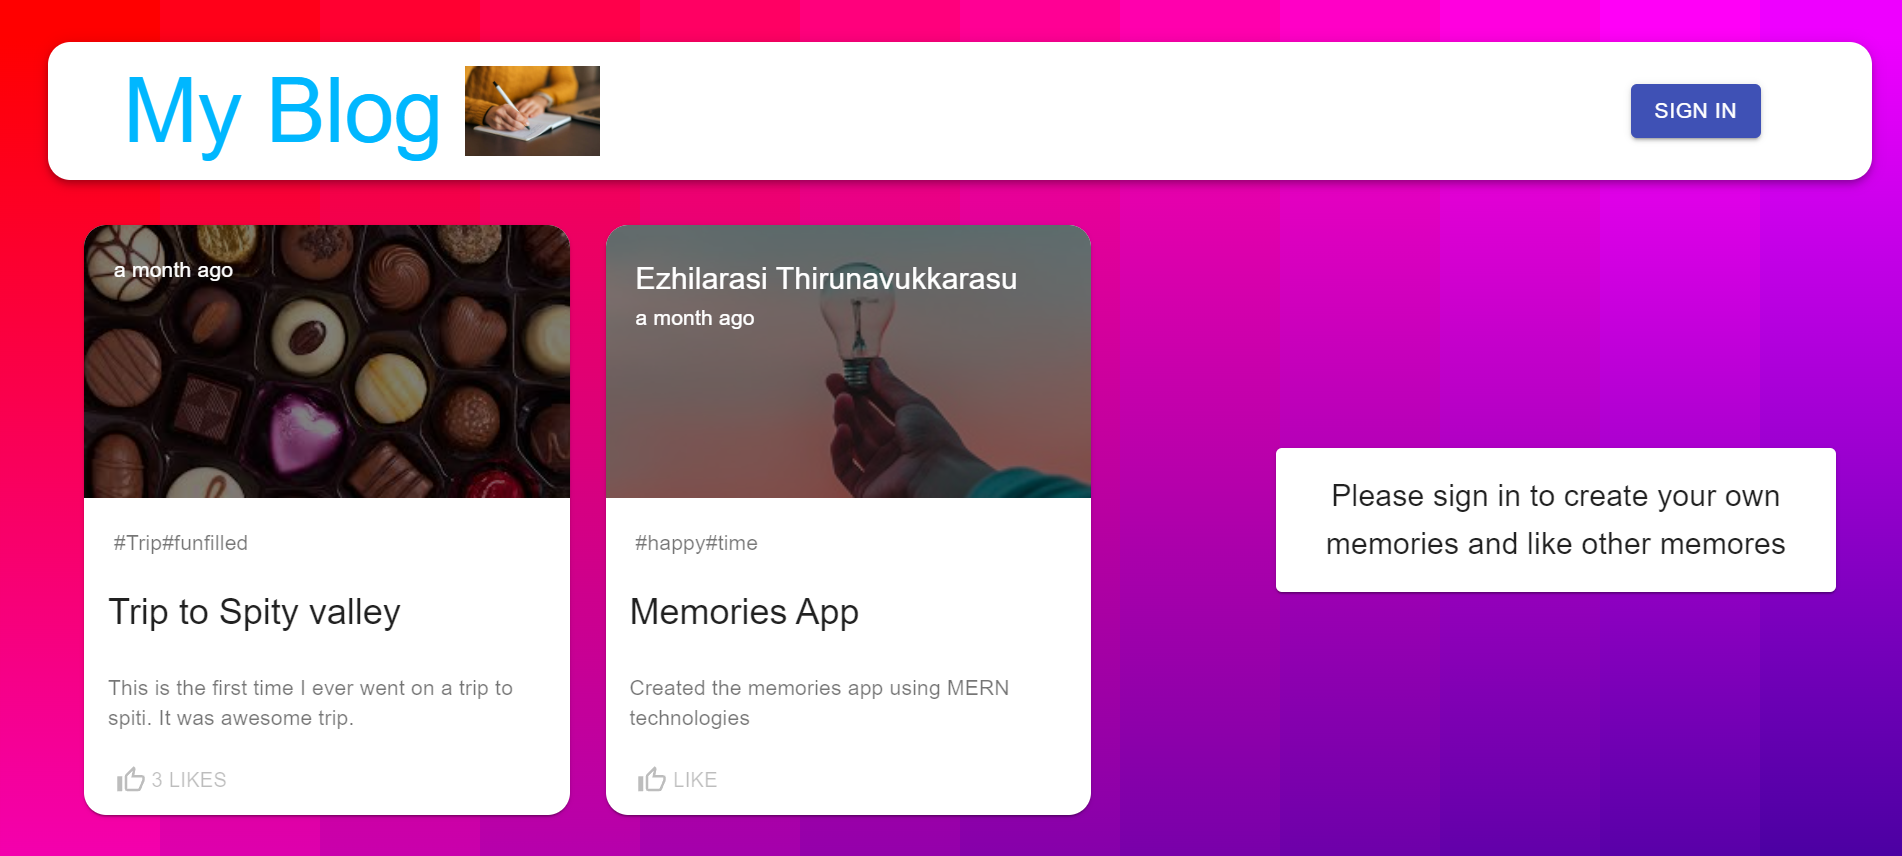 My Blog
SIGN IN
a month ago
#Trip#funfilled
Trip to Spity valley
This is the first time I ever went on a trip to
spiti. It was awesome trip.
3 LIKES
Ezhilarasi Thirunavukkarasu
a month ago
#happy#time
Memories App
Created the memories app using MERN
technologies
LIKE
Please sign in to create your own
memories and like other memores